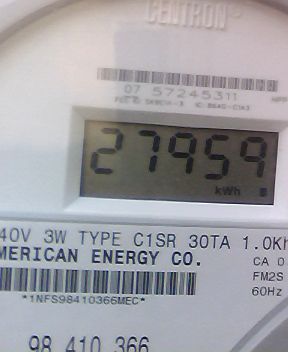 CENTRON®
07 57245311
27959
kWh
40V 3W TYPE C1SR 30TA 1.0Kh
MERICAN ENERGY CO.
CA 0
FM2S
60Hz
*1NFS98410366MEC*
98 410 366